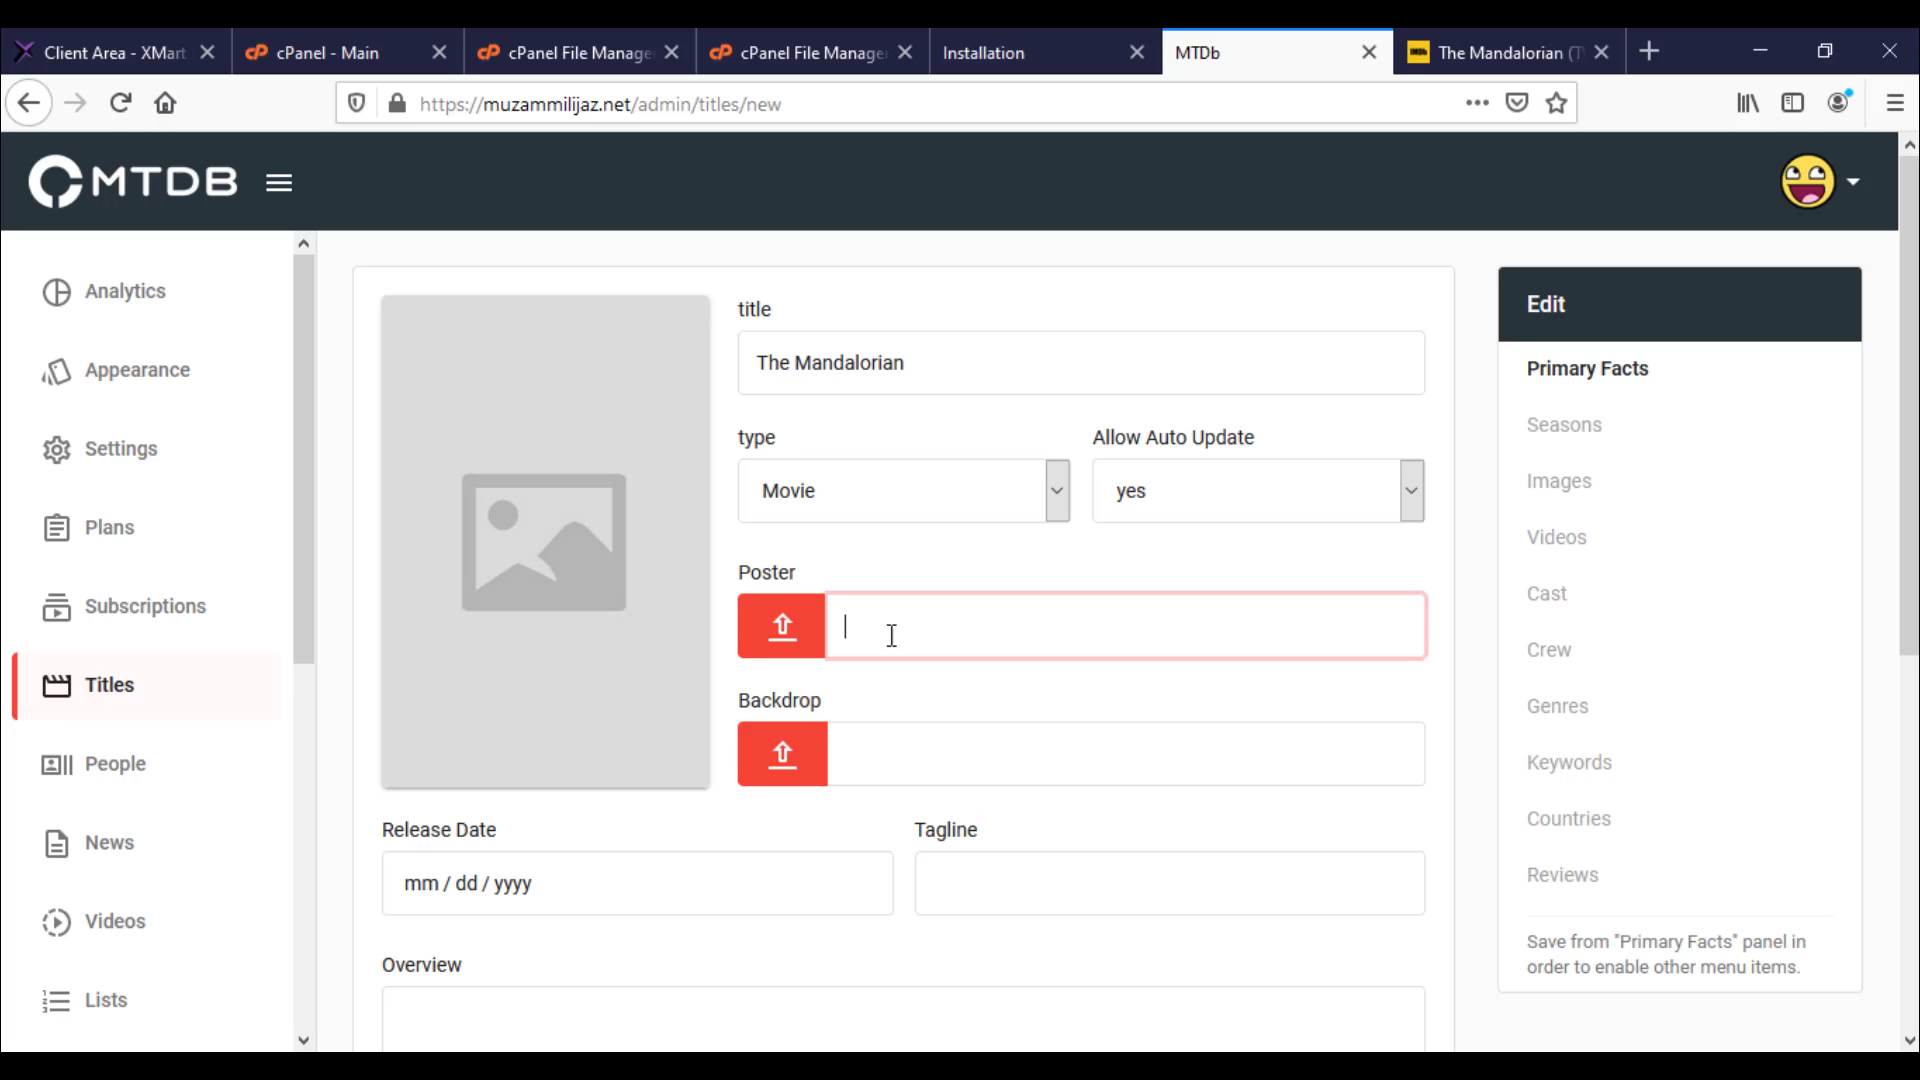 Client Area - XMart
cPanel - Main
cPanel File Manage
cPanel File Manager
Installation
MTDb
IMDb
The Mandalorian (T
https://muzammilijaz.net/admin/titles/new
MTDB
Analytics
Appearance
Settings
Plans
Subscriptions
Titles
People
News
Videos
Lists
title
The Mandalorian
type
Allow Auto Update
Movie
yes
Poster
Backdrop
Release Date
Tagline
mm / dd / yyyy
Overview
Edit
Primary Facts
Seasons
Images
Videos
Cast
Crew
Genres
Keywords
Countries
Reviews
Save from "Primary Facts" panel in
order to enable other menu items.